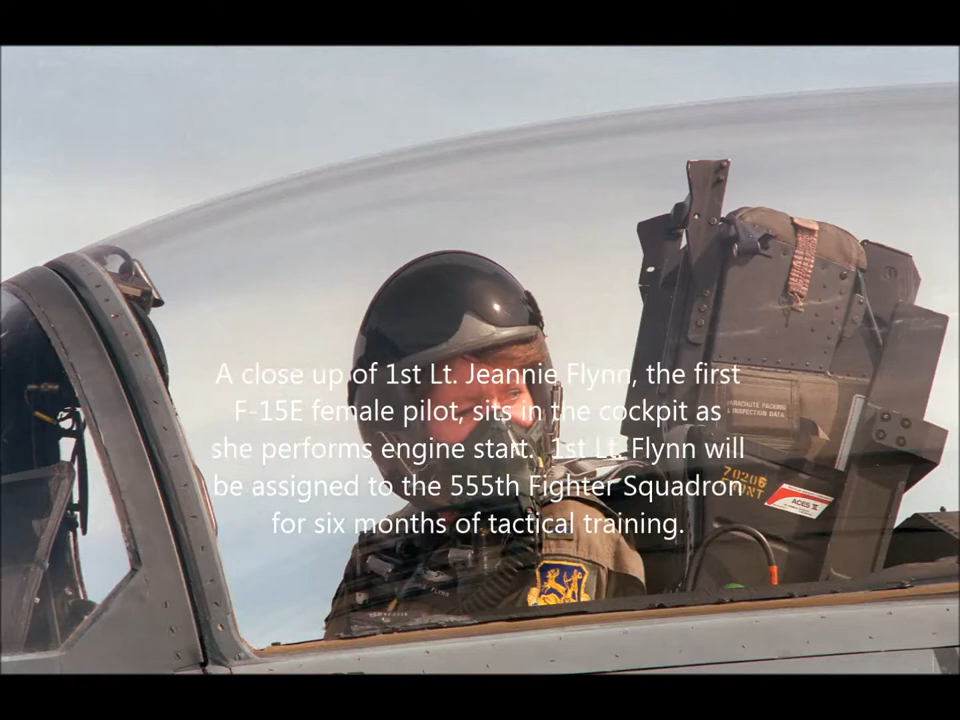 A close up of 1st Lt. Jeannie Flynn, the first
F-15E female pilot, sits in the cockpit as
she performs engine start. 1st Lt. Flynn will
be assigned to the 555th Fighter Squadron
for six months of tactical training.
PARACHUTE PACKING
& INSPECTION DATA
Z0206
ACES II